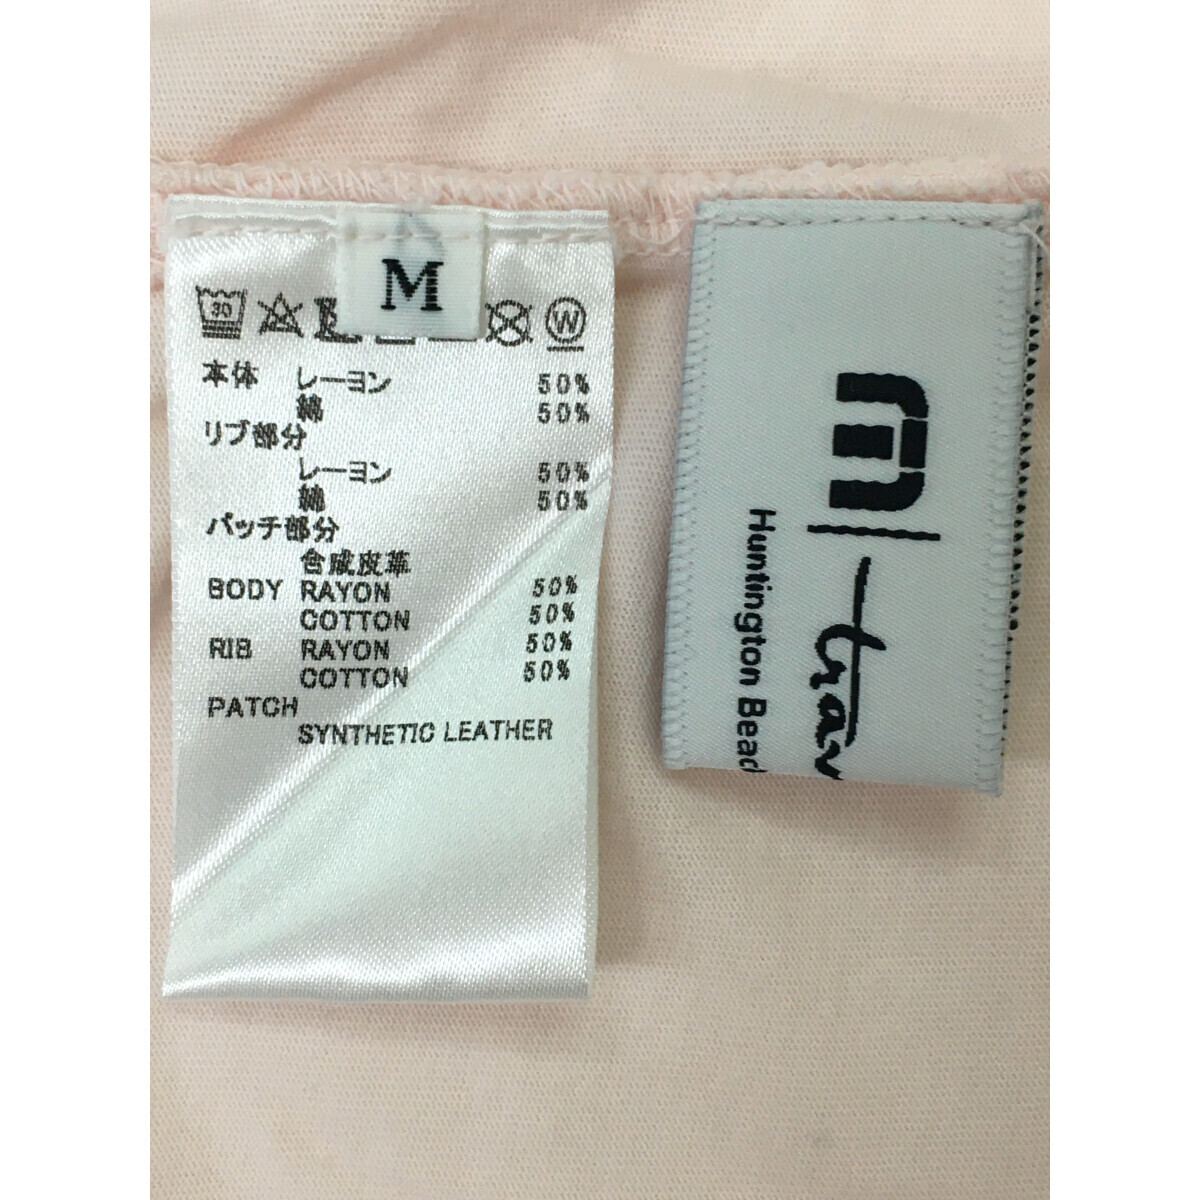 M
30
W
本体 レーヨン 50%
綿 50%
リブ部分
レーヨン 50%
綿 50%
パッチ部分
合成皮革
BODY RAYON 50%
COTTON 50%
RIB RAYON 50%
COTTON 50%
PATCH
SYNTHETIC LEATHER
Huntington